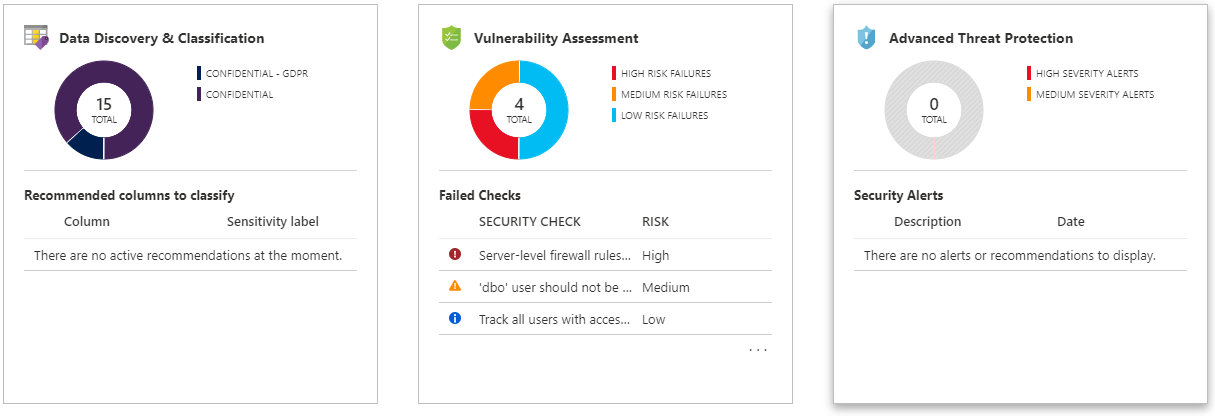 Data Discovery & Classification
15
TOTAL
CONFIDENTIAL - GDPR
CONFIDENTIAL
Recommended columns to classify
Column Sensitivity label
There are no active recommendations at the moment.
Vulnerability Assessment
4
TOTAL
HIGH RISK FAILURES
MEDIUM RISK FAILURES
LOW RISK FAILURES
Failed Checks
SECURITY CHECK RISK
Server-level firewall rules... High
'dbo' user should not be ... Medium
Track all users with acces... Low
...
Advanced Threat Protection
0
TOTAL
HIGH SEVERITY ALERTS
MEDIUM SEVERITY ALERTS
Security Alerts
Description Date
There are no alerts or recommendations to display.